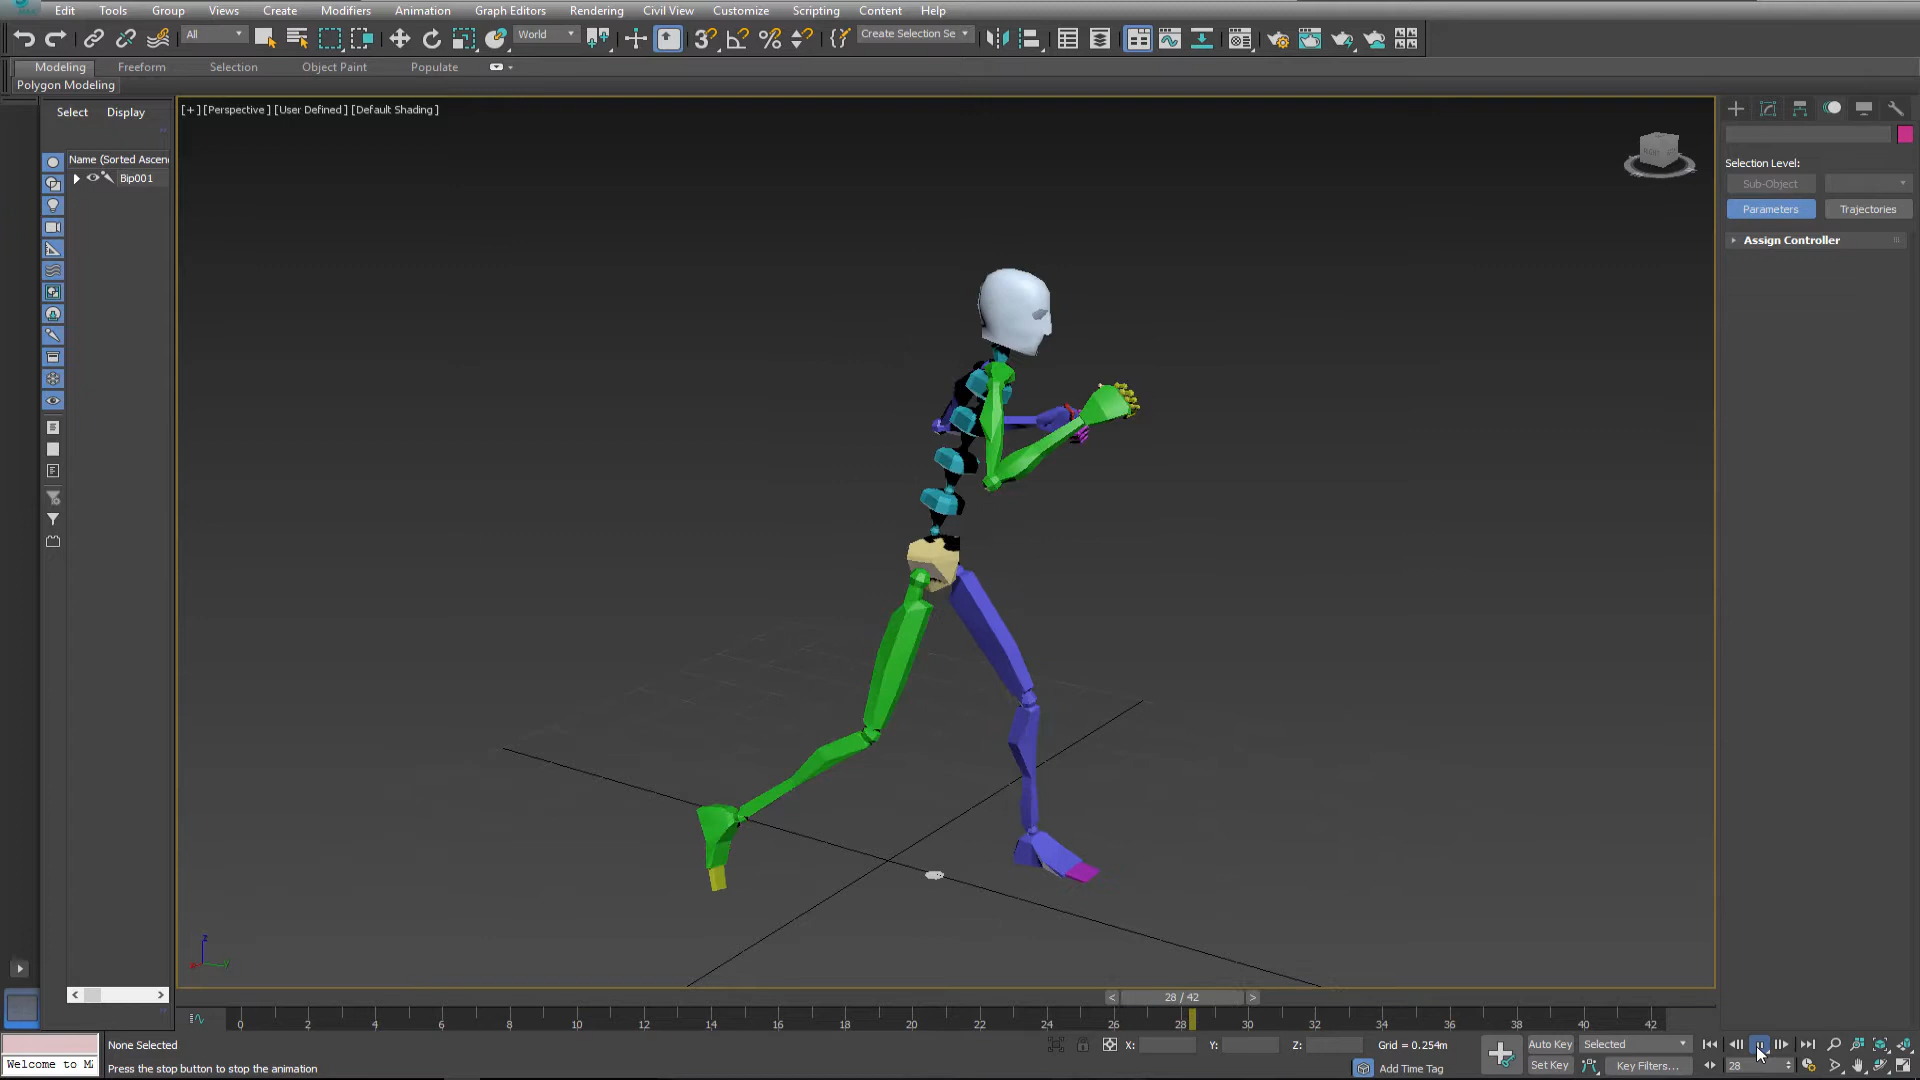 Edit Tools Group Views Create Modifiers Animation Graph Editors Rendering Civil View Customize Scripting Content Help
All World Create Selection Se
Modeling Freeform Selection Object Paint Populate
Polygon Modeling
Select Display
[+] [Perspective] [User Defined] [Default Shading]
Selection Level:
Name (Sorted Ascen
Bip001
Sub-Object
Parameters Trajectories
Assign Controller
z
< 28 / 42 >
0 2 4 6 8 10 12 14 16 18 20 22 24 26 28 30 32 34 36 38 40 42
None Selected X: Y: Z: Grid = 0.254m Auto Key Selected
Welcome to M Press the stop button to stop the animation Add Time Tag Set Key Key Filters... 28